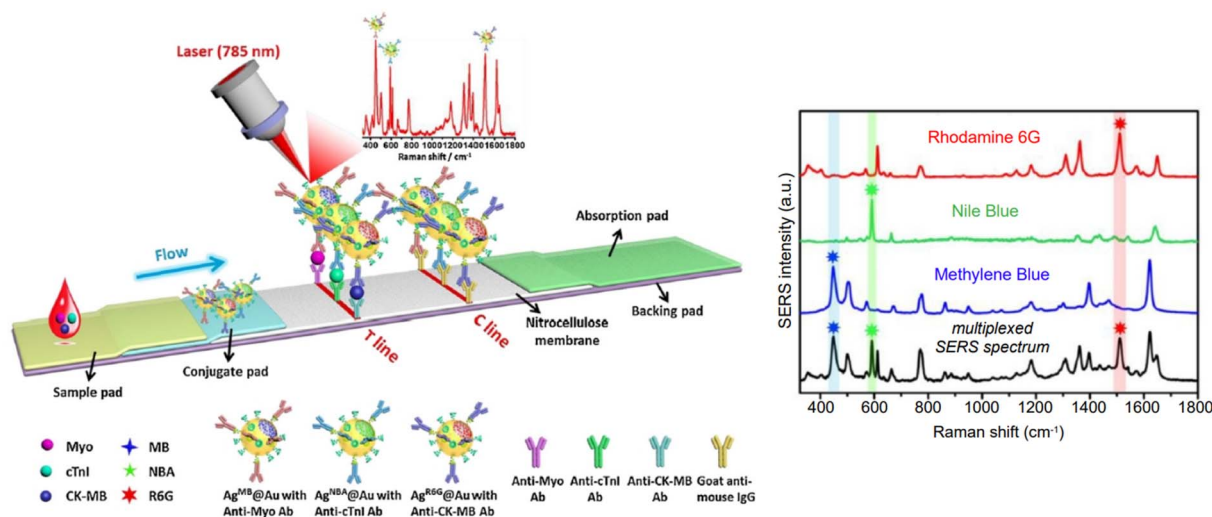 Laser (785 nm)
400 600 800 1000 1200 1400 1600 1800
Raman shift / cm⁻¹
Flow
Absorption pad
Backing pad
Nitrocellulose
membrane
C line
T line
Conjugate pad
Sample pad
Myo
MB
cTnI
NBA
CK-MB
R6G
Ag^MB@Au with
Anti-Myo Ab
Ag^NBA@Au with
Anti-cTnI Ab
Ag^R6G@Au with
Anti-CK-MB Ab
Anti-Myo
Ab
Anti-cTnI
Ab
Anti-CK-MB
Ab
Goat anti-
mouse IgG
SERS intensity (a.u.)
Rhodamine 6G
Nile Blue
Methylene Blue
multiplexed
SERS spectrum
400 600 800 1000 1200 1400 1600 1800
Raman shift (cm⁻¹)